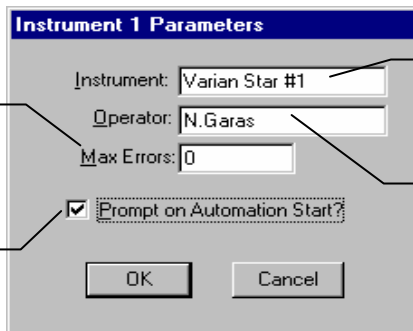 Instrument 1 Parameters
Instrument: Varian Star #1
Operator: N.Garas
Max Errors: 0
Prompt on Automation Start?
OK Cancel